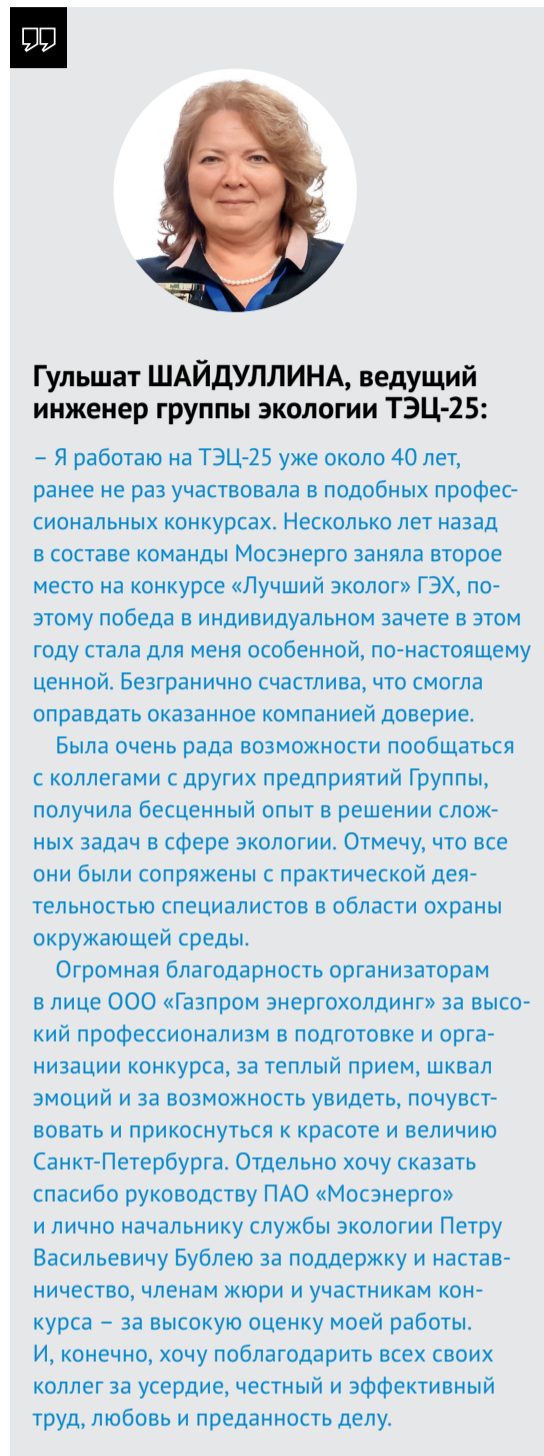 Гульшат ШАЙДУЛЛИНА, ведущий
инженер группы экологии ТЭЦ-25:
– Я работаю на ТЭЦ-25 уже около 40 лет,
ранее не раз участвовала в подобных профес-
сиональных конкурсах. Несколько лет назад
в составе команды Мосэнерго заняла второе
место на конкурсе «Лучший эколог» ГЭХ, по-
этому победа в индивидуальном зачете в этом
году стала для меня особенной, по-настоящему
ценной. Безгранично счастлива, что смогла
оправдать оказанное компанией доверие.
Была очень рада возможности пообщаться
с коллегами с других предприятий Группы,
получила бесценный опыт в решении слож-
ных задач в сфере экологии. Отмечу, что все
они были сопряжены с практической дея-
тельностью специалистов в области охраны
окружающей среды.
Огромная благодарность организаторам
в лице ООО «Газпром энергохолдинг» за высо-
кий профессионализм в подготовке и орга-
низации конкурса, за теплый прием, шквал
эмоций и за возможность увидеть, почувст-
вовать и прикоснуться к красоте и величию
Санкт-Петербурга. Отдельно хочу сказать
спасибо руководству ПАО «Мосэнерго»
и лично начальнику службы экологии Петру
Васильевичу Бублею за поддержку и настав-
ничество, членам жюри и участникам кон-
курса – за высокую оценку моей работы.
И, конечно, хочу поблагодарить всех своих
коллег за усердие, честный и эффективный
труд, любовь и преданность делу.